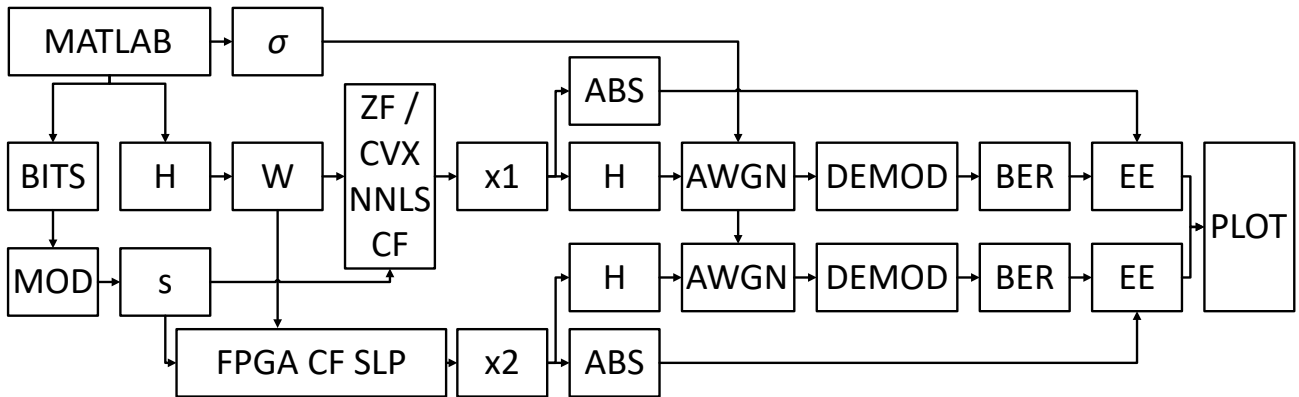 MATLAB
σ
ABS
ZF /
CVX
NNLS
CF
BITS
H
W
x1
H
AWGN
DEMOD
BER
EE
PLOT
MOD
s
H
AWGN
DEMOD
BER
EE
FPGA CF SLP
x2
ABS